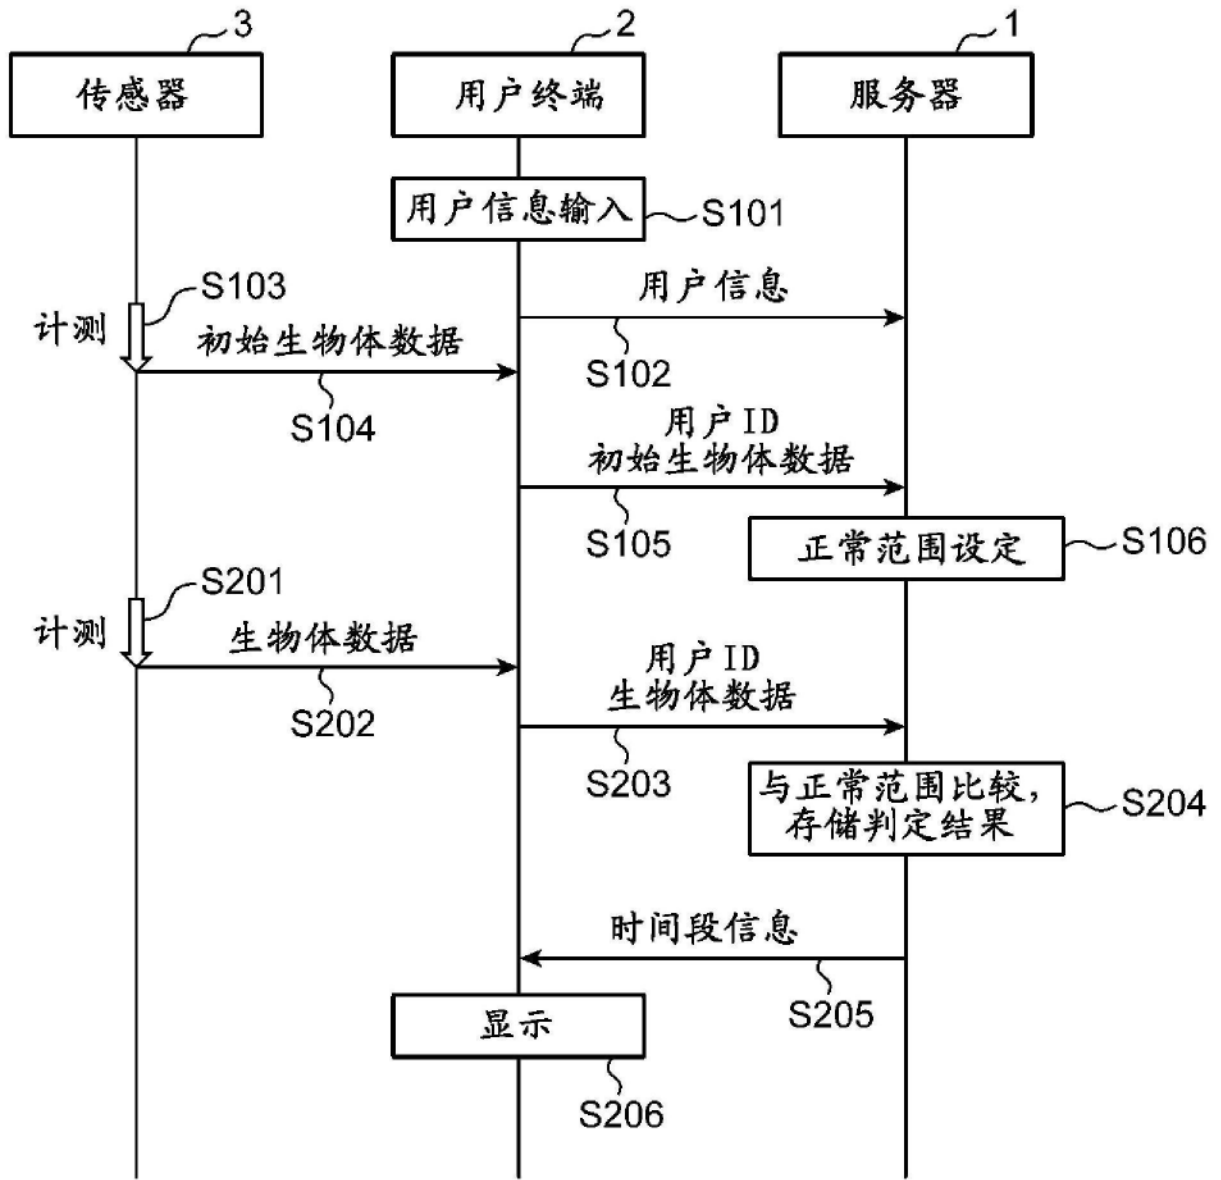 3
2
1
传感器
用户终端
服务器
用户信息输入
S101
S103
用户信息
计测
初始生物体数据
S102
S104
用户ID
初始生物体数据
S105
正常范围设定
S106
S201
计测
生物体数据
用户ID
生物体数据
S202
S203
与正常范围比较,
存储判定结果
S204
时间段信息
S205
显示
S206